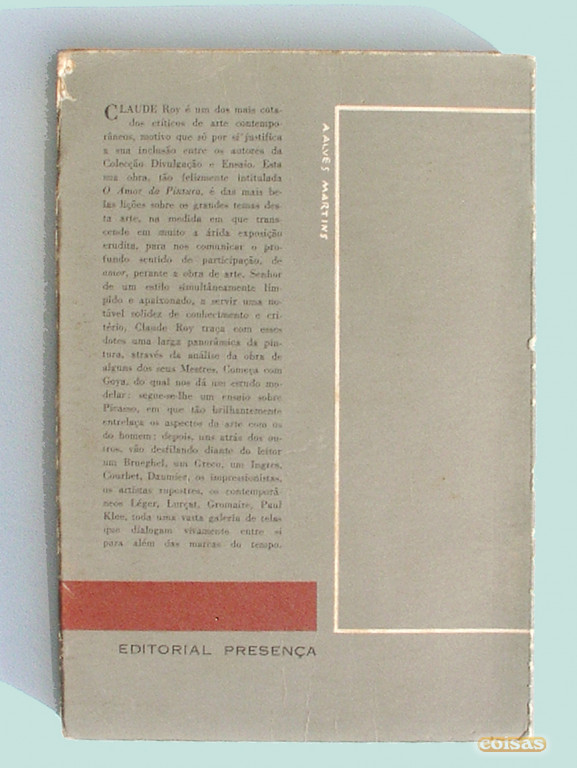 CLAUDE Roy é um dos mais cota-
dos críticos de arte contempo-
râneos, motivo que só por si justifica
a sua inclusão entre os autores da
Colecção Divulgação e Ensaio. Esta
sua obra, tão felizmente intitulada
O Amor da Pintura, é das mais be-
las lições sobre os grandes temas des-
ta arte, na medida em que trans-
cende em muito a árida exposição
erudita, para nos comunicar o pro-
fundo sentido de participação, de
amor, perante a obra de arte. Senhor
de um estilo simultâneamente lím-
pido e apaixonado, a servir uma no-
tável solidez de conhecimento e cri-
tério, Claude Roy traça com esses
dotes uma larga panorâmica da pin-
tura, através da análise da obra de
alguns dos seus Mestres. Começa com
Goya, do qual nos dá um estudo mo-
delar: segue-se-lhe um ensaio sobre
Picasso, em que tão brilhantemente
entrelaça os aspectos da arte com os
do homem; depois, uns atrás dos ou-
tros, vão desfilando diante do leitor
um Brueghel, um Greco, um Ingres,
Courbet, Daumier, os impressionistas,
os artistas rupestres, os contemporâ-
neos Léger, Lurçat, Gromaire, Paul
Klee, toda uma vasta galeria de telas
que dialogam vivamente entre si
para além das marcas do tempo.
A. ALVES MARTINS
EDITORIAL PRESENÇA
coisas